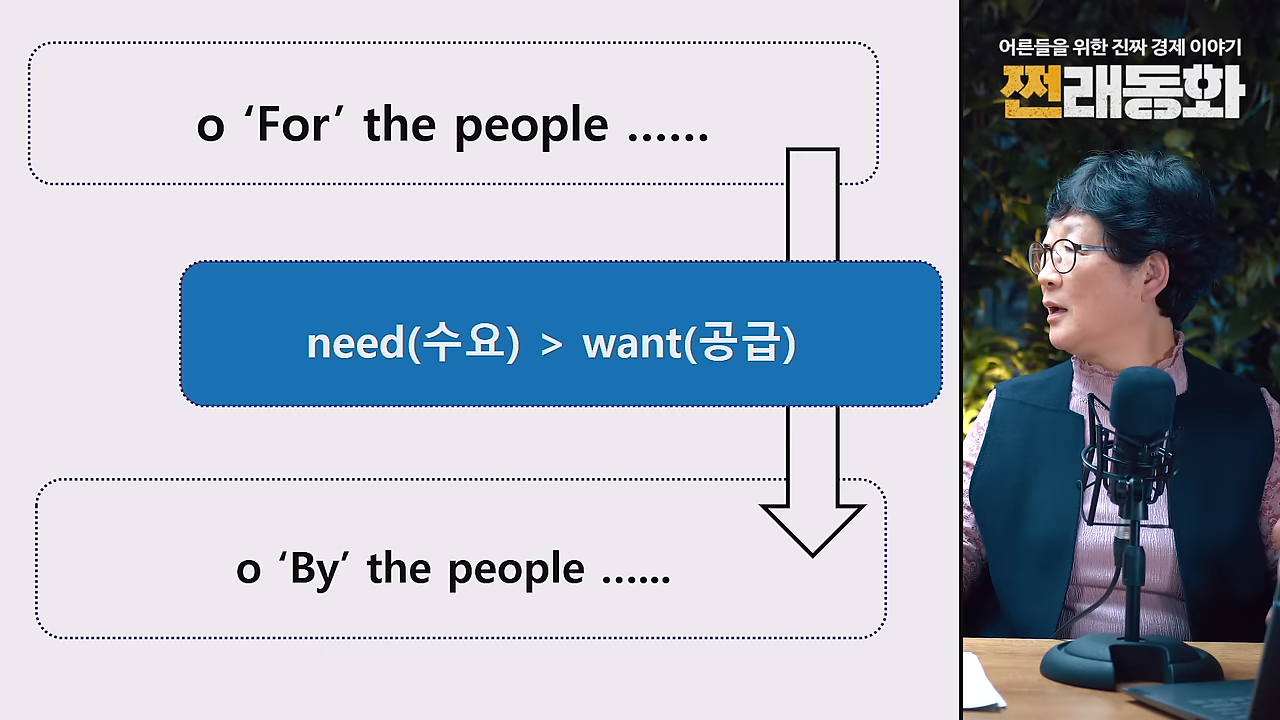 o ‘For’ the people ......
need(수요) > want(공급)
o ‘By’ the people ......
어른들을 위한 진짜 경제 이야기
쩐래동화